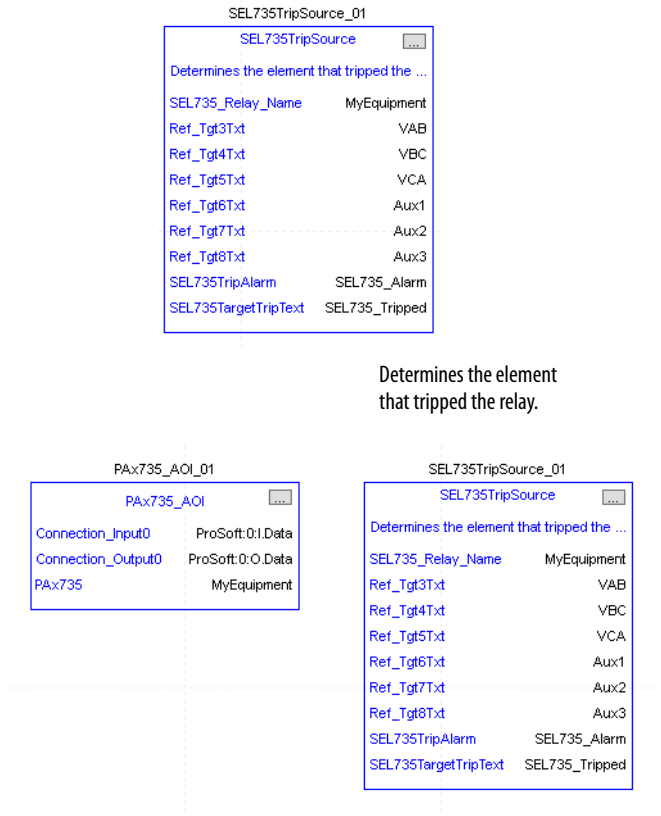 SEL735TripSource_01
SEL735TripSource ...
Determines the element that tripped the ...
SEL735_Relay_Name MyEquipment
Ref_Tgt3Txt VAB
Ref_Tgt4Txt VBC
Ref_Tgt5Txt VCA
Ref_Tgt6Txt Aux1
Ref_Tgt7Txt Aux2
Ref_Tgt8Txt Aux3
SEL735TripAlarm SEL735_Alarm
SEL735TargetTripText SEL735_Tripped
Determines the element
that tripped the relay.
PAx735_AOI_01
PAx735_AOI ...
Connection_Input0 ProSoft:0:I.Data
Connection_Output0 ProSoft:0:O.Data
PAx735 MyEquipment
SEL735TripSource_01
SEL735TripSource ...
Determines the element that tripped the ...
SEL735_Relay_Name MyEquipment
Ref_Tgt3Txt VAB
Ref_Tgt4Txt VBC
Ref_Tgt5Txt VCA
Ref_Tgt6Txt Aux1
Ref_Tgt7Txt Aux2
Ref_Tgt8Txt Aux3
SEL735TripAlarm SEL735_Alarm
SEL735TargetTripText SEL735_Tripped